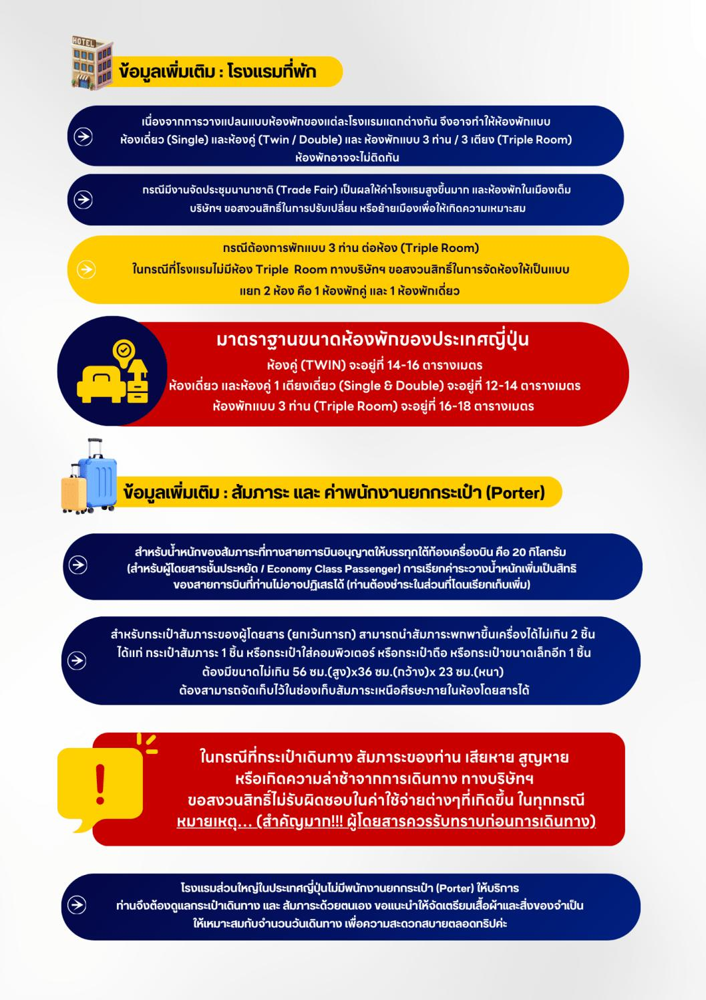 HOTEL
ข้อมูลเพิ่มเติม : โรงแรมที่พัก
เนื่องจากการวางแปลนแบบห้องพักของแต่ละโรงแรมแตกต่างกัน จึงอาจทำให้ห้องพักแบบ
ห้องเดี่ยว (Single) และห้องคู่ (Twin / Double) และ ห้องพักแบบ 3 ท่าน / 3 เตียง (Triple Room)
ห้องพักอาจจะไม่ติดกัน
กรณีมีงานจัดประชุมนานาชาติ (Trade Fair) เป็นผลให้ค่าโรงแรมสูงขึ้นมาก และห้องพักในเมืองเต็ม
บริษัทฯ ขอสงวนสิทธิ์ในการปรับเปลี่ยน หรือย้ายเมืองเพื่อให้เกิดความเหมาะสม
กรณีต้องการพักแบบ 3 ท่าน ต่อห้อง (Triple Room)
ในกรณีที่โรงแรมไม่มีห้อง Triple Room ทางบริษัทฯ ขอสงวนสิทธิ์ในการจัดห้องให้เป็นแบบ
แยก 2 ห้อง คือ 1 ห้องพักคู่ และ 1 ห้องพักเดี่ยว
มาตราฐานขนาดห้องพักของประเทศญี่ปุ่น
ห้องคู่ (TWIN) จะอยู่ที่ 14-16 ตารางเมตร
ห้องเดี่ยว และห้องคู่ 1 เตียงเดี่ยว (Single & Double) จะอยู่ที่ 12-14 ตารางเมตร
ห้องพักแบบ 3 ท่าน (Triple Room) จะอยู่ที่ 16-18 ตารางเมตร
ข้อมูลเพิ่มเติม : สัมภาระ และ ค่าพนักงานยกกระเป๋า (Porter)
สำหรับน้ำหนักของสัมภาระที่ทางสายการบินอนุญาตให้บรรทุกใต้ท้องเครื่องบิน คือ 20 กิโลกรัม
(สำหรับผู้โดยสารชั้นประหยัด / Economy Class Passenger) การเรียกค่าระวางน้ำหนักเพิ่มเป็นสิทธิ
ของสายการบินที่ท่านไม่อาจปฏิเสธได้ (ท่านต้องชำระในส่วนที่โดนเรียกเก็บเพิ่ม)
สำหรับกระเป๋าสัมภาระของผู้โดยสาร (ยกเว้นทารก) สามารถนำสัมภาระพกพาขึ้นเครื่องได้ไม่เกิน 2 ชิ้น
ได้แก่ กระเป๋าสัมภาระ 1 ชิ้น หรือกระเป๋าใส่คอมพิวเตอร์ หรือกระเป๋าถือ หรือกระเป๋าขนาดเล็กอีก 1 ชิ้น
ต้องมีขนาดไม่เกิน 56 ซม.(สูง)x36 ซม.(กว้าง)x 23 ซม.(หนา)
ต้องสามารถจัดเก็บไว้ในช่องเก็บสัมภาระเหนือศีรษะภายในห้องโดยสารได้
ในกรณีที่กระเป๋าเดินทาง สัมภาระของท่าน เสียหาย สูญหาย
หรือเกิดความล่าช้าจากการเดินทาง ทางบริษัทฯ
ขอสงวนสิทธิ์ไม่รับผิดชอบในค่าใช้จ่ายต่างๆที่เกิดขึ้น ในทุกกรณี
หมายเหตุ... (สำคัญมาก!!! ผู้โดยสารควรรับทราบก่อนการเดินทาง)
โรงแรมส่วนใหญ่ในประเทศญี่ปุ่นไม่มีพนักงานยกกระเป๋า (Porter) ให้บริการ
ท่านจึงต้องดูแลกระเป๋าเดินทาง และ สัมภาระด้วยตนเอง ขอแนะนำให้จัดเตรียมเสื้อผ้าและสิ่งของจำเป็น
ให้เหมาะสมกับจำนวนวันเดินทาง เพื่อความสะดวกสบายตลอดทริปค่ะ